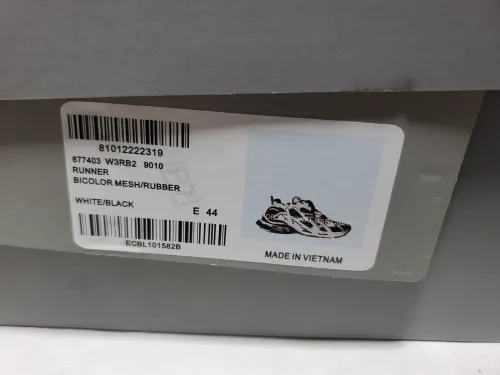 81012222319
677403 W3RB2 9010
RUNNER
BICOLOR MESH/RUBBER
WHITE/BLACK
E 44
ECBL101582B
MADE IN VIETNAM